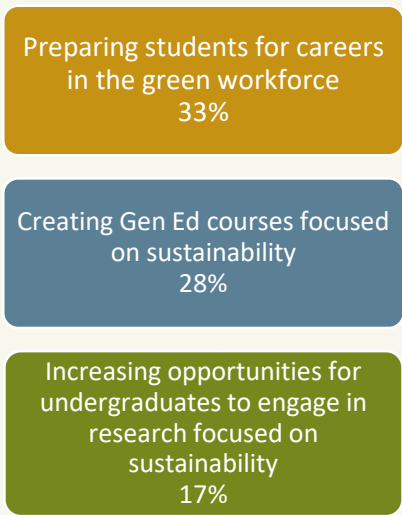 Preparing students for careers
in the green workforce
33%
Creating Gen Ed courses focused
on sustainability
28%
Increasing opportunities for
undergraduates to engage in
research focused on
sustainability
17%